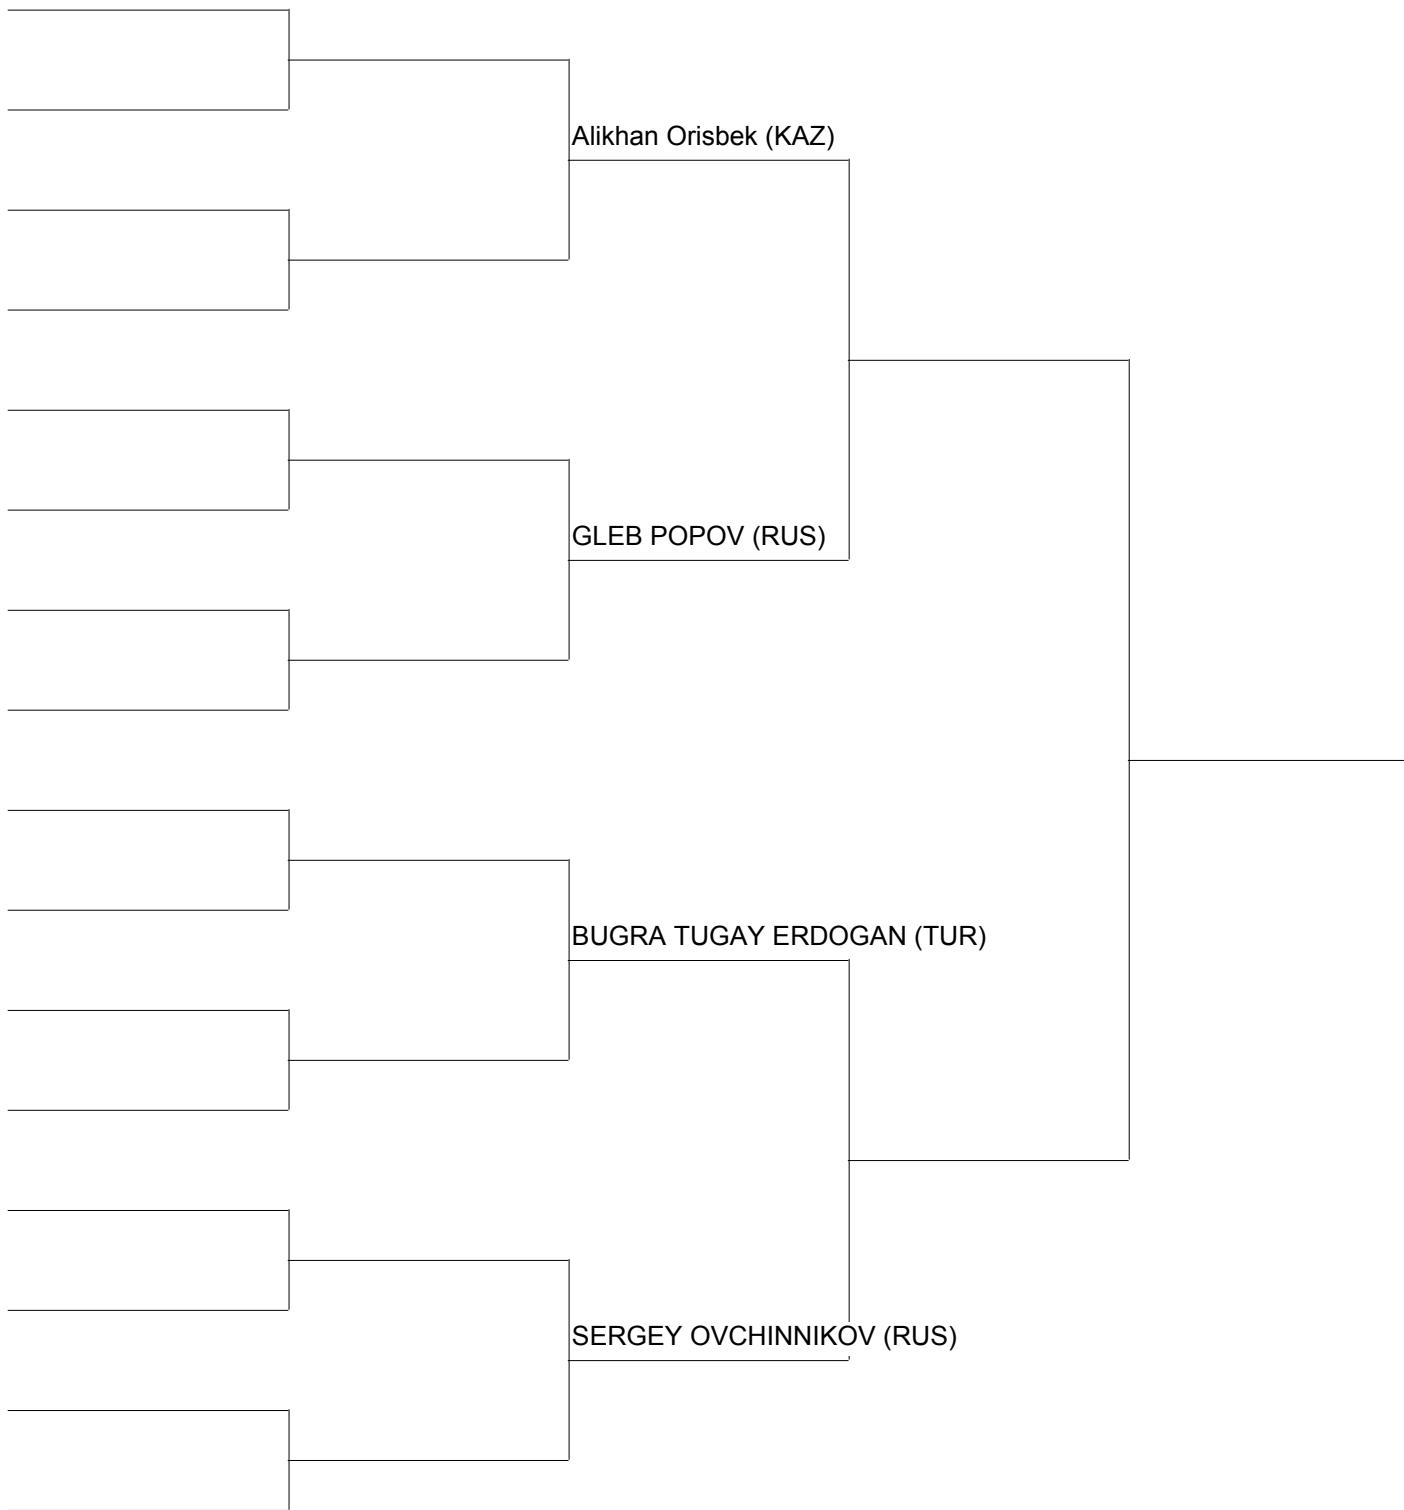 Alikhan Orisbek (KAZ)
GLEB POPOV (RUS)
BUGRA TUGAY ERDOGAN (TUR)
SERGEY OVCHINNIKOV (RUS)